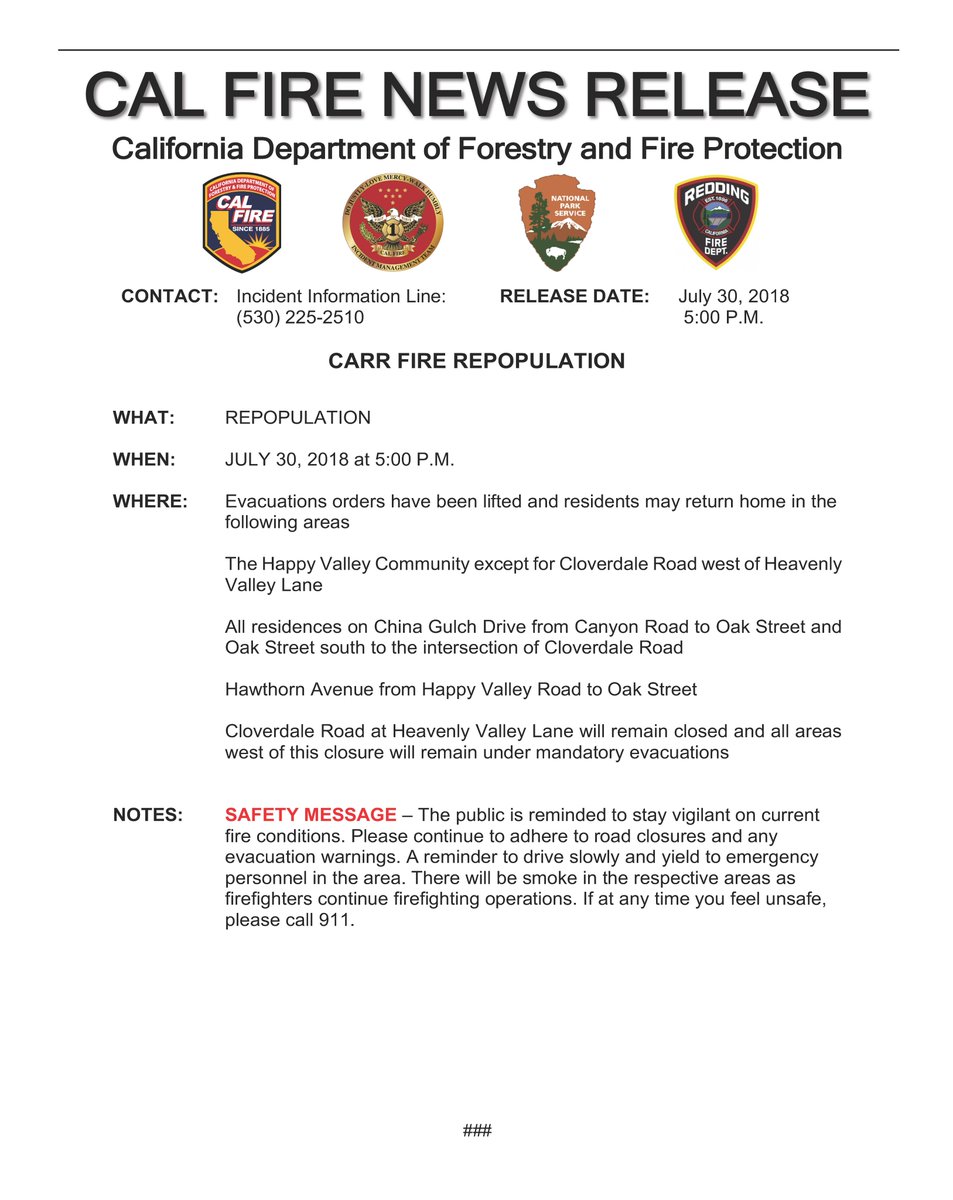 CAL FIRE NEWS RELEASE
California Department of Forestry and Fire Protection
CALIFORNIA DEPARTMENT OF
FORESTRY & FIRE PROTECTION
CAL
FIRE
SINCE 1885
DO JUSTLY-LOVE MERCY-WALK HUMBLY
1
CAL FIRE
INCIDENT MANAGEMENT TEAM
NATIONAL
PARK
SERVICE
REDDING
EST. 1886
CALIFORNIA
FIRE
DEPT.
CONTACT: Incident Information Line: RELEASE DATE: July 30, 2018
(530) 225-2510 5:00 P.M.
CARR FIRE REPOPULATION
WHAT: REPOPULATION
WHEN: JULY 30, 2018 at 5:00 P.M.
WHERE: Evacuations orders have been lifted and residents may return home in the
following areas
The Happy Valley Community except for Cloverdale Road west of Heavenly
Valley Lane
All residences on China Gulch Drive from Canyon Road to Oak Street and
Oak Street south to the intersection of Cloverdale Road
Hawthorn Avenue from Happy Valley Road to Oak Street
Cloverdale Road at Heavenly Valley Lane will remain closed and all areas
west of this closure will remain under mandatory evacuations
NOTES: SAFETY MESSAGE – The public is reminded to stay vigilant on current
fire conditions. Please continue to adhere to road closures and any
evacuation warnings. A reminder to drive slowly and yield to emergency
personnel in the area. There will be smoke in the respective areas as
firefighters continue firefighting operations. If at any time you feel unsafe,
please call 911.
###